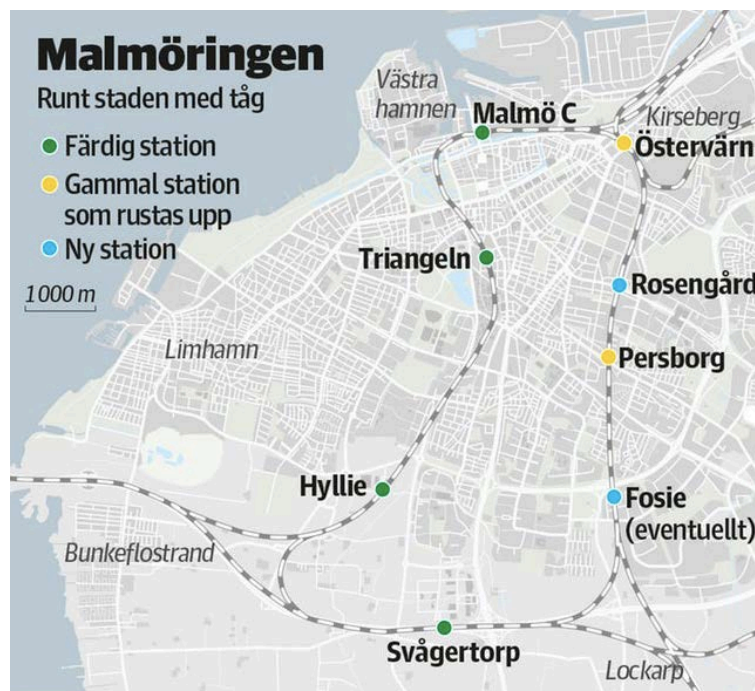 Malmöringen
Runt staden med tåg
Färdig station
Gammal station
som rustas upp
Ny station
1000 m
Västra
hamnen
Malmö C
Kirseberg
Östervärn
Triangeln
Rosengård
Limhamn
Persborg
Hyllie
Fosie
(eventuellt)
Bunkeflostrand
Svågertorp
Lockarp